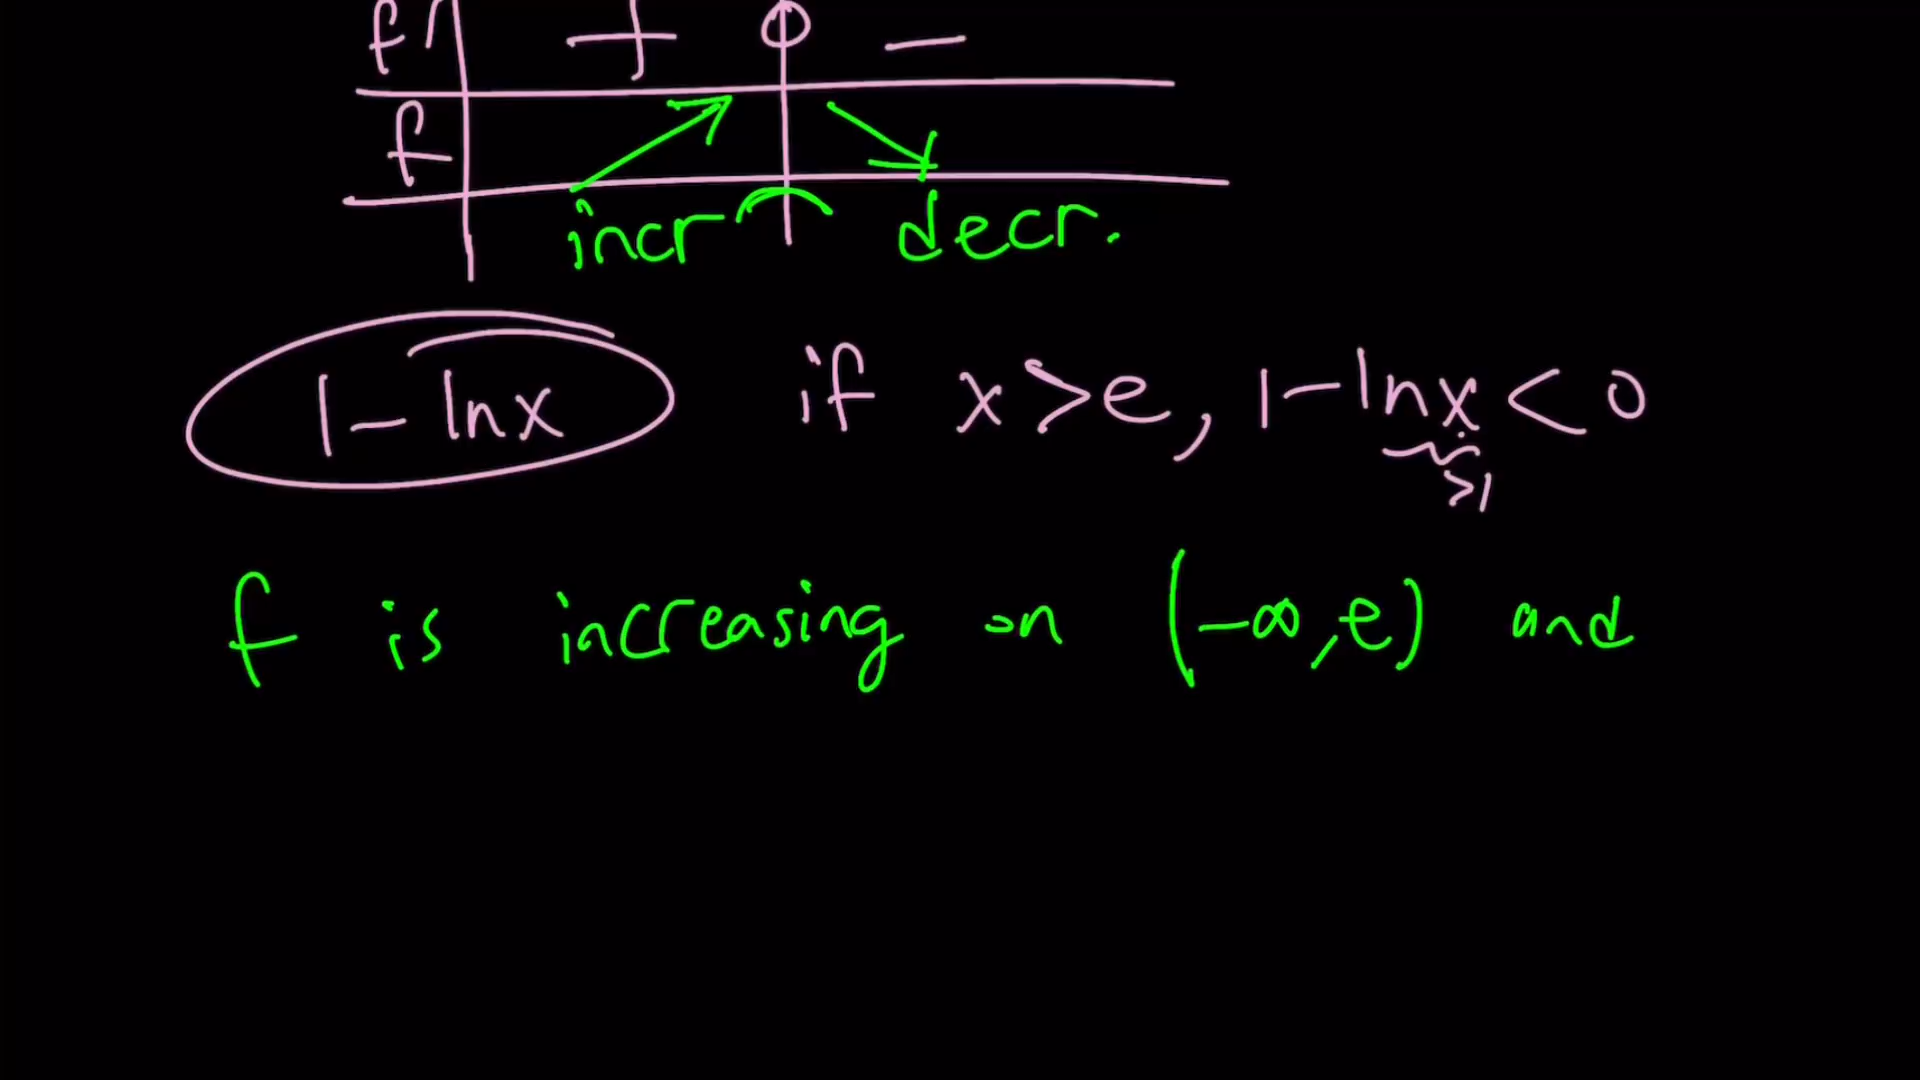 f' + 0 −
f
incr decr.
1 − lnx if x > e, 1 − lnx < 0
>1
f is increasing on (−∞, e) and